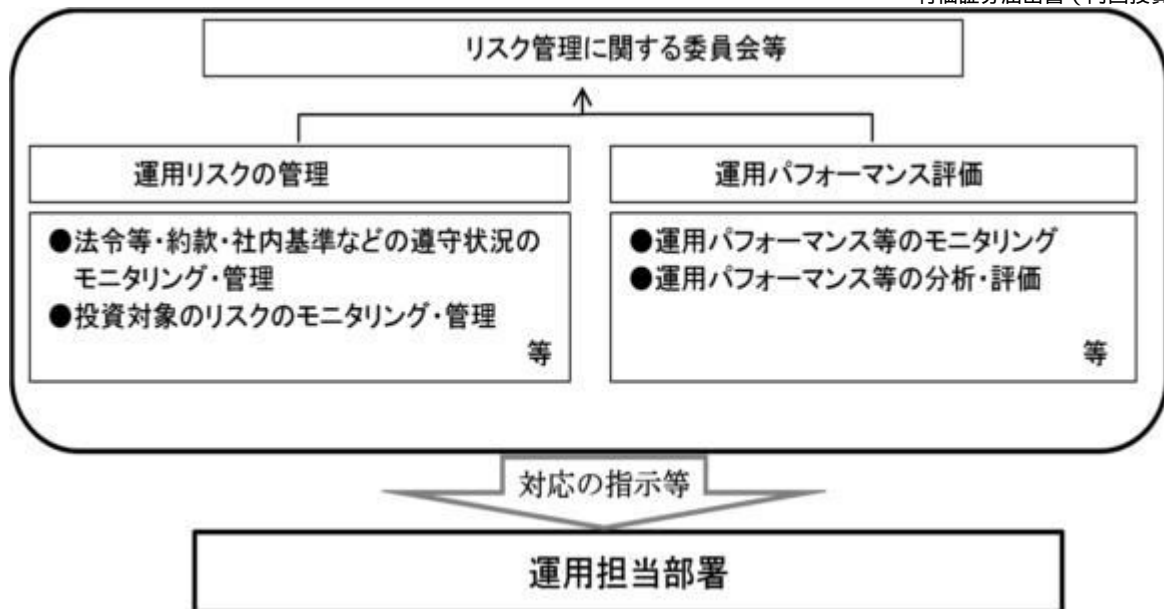 リスク管理に関する委員会等
運用リスクの管理
●法令等・約款・社内基準などの遵守状況の
モニタリング・管理
●投資対象のリスクのモニタリング・管理
等
運用パフォーマンス評価
●運用パフォーマンス等のモニタリング
●運用パフォーマンス等の分析・評価
等
対応の指示等
運用担当部署